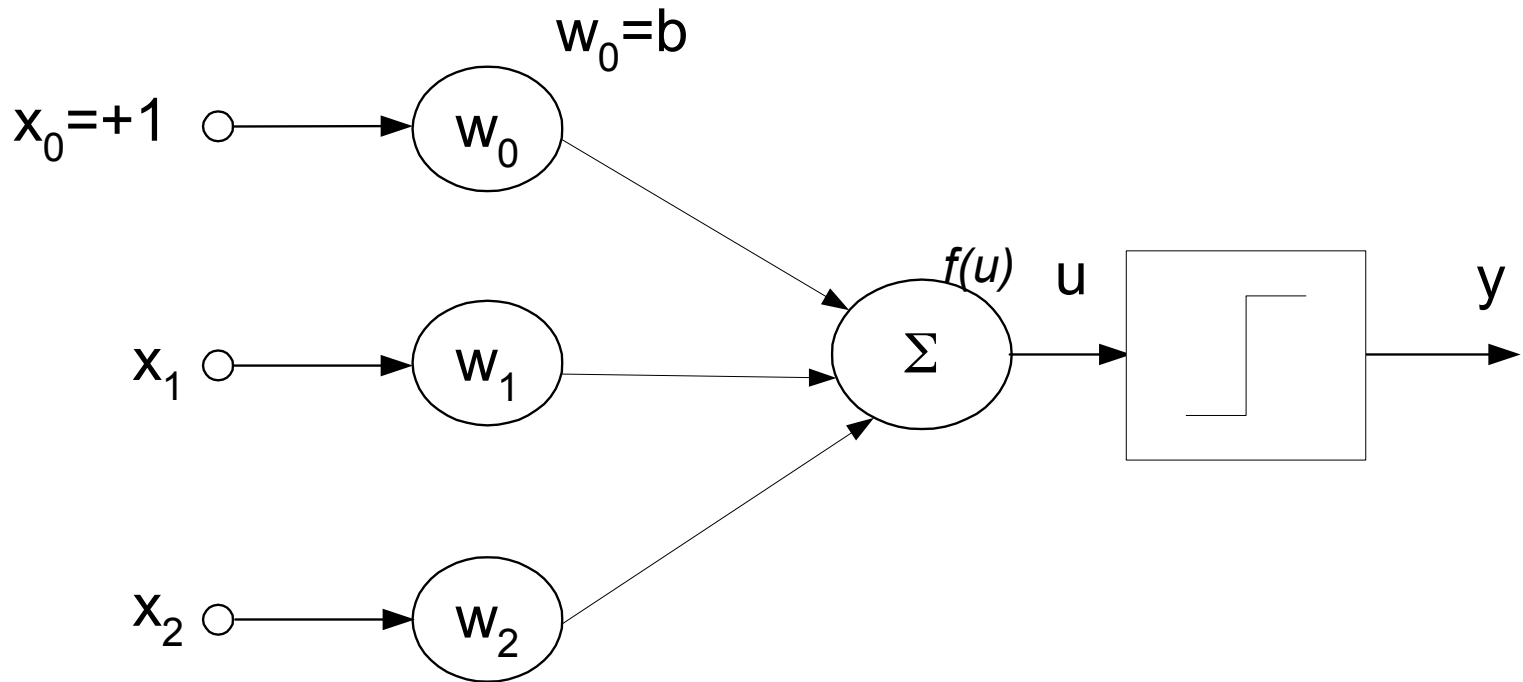 w₀=b
x₀=+1
w₀
f(u)
u
y
x₁
w₁
Σ
x₂
w₂